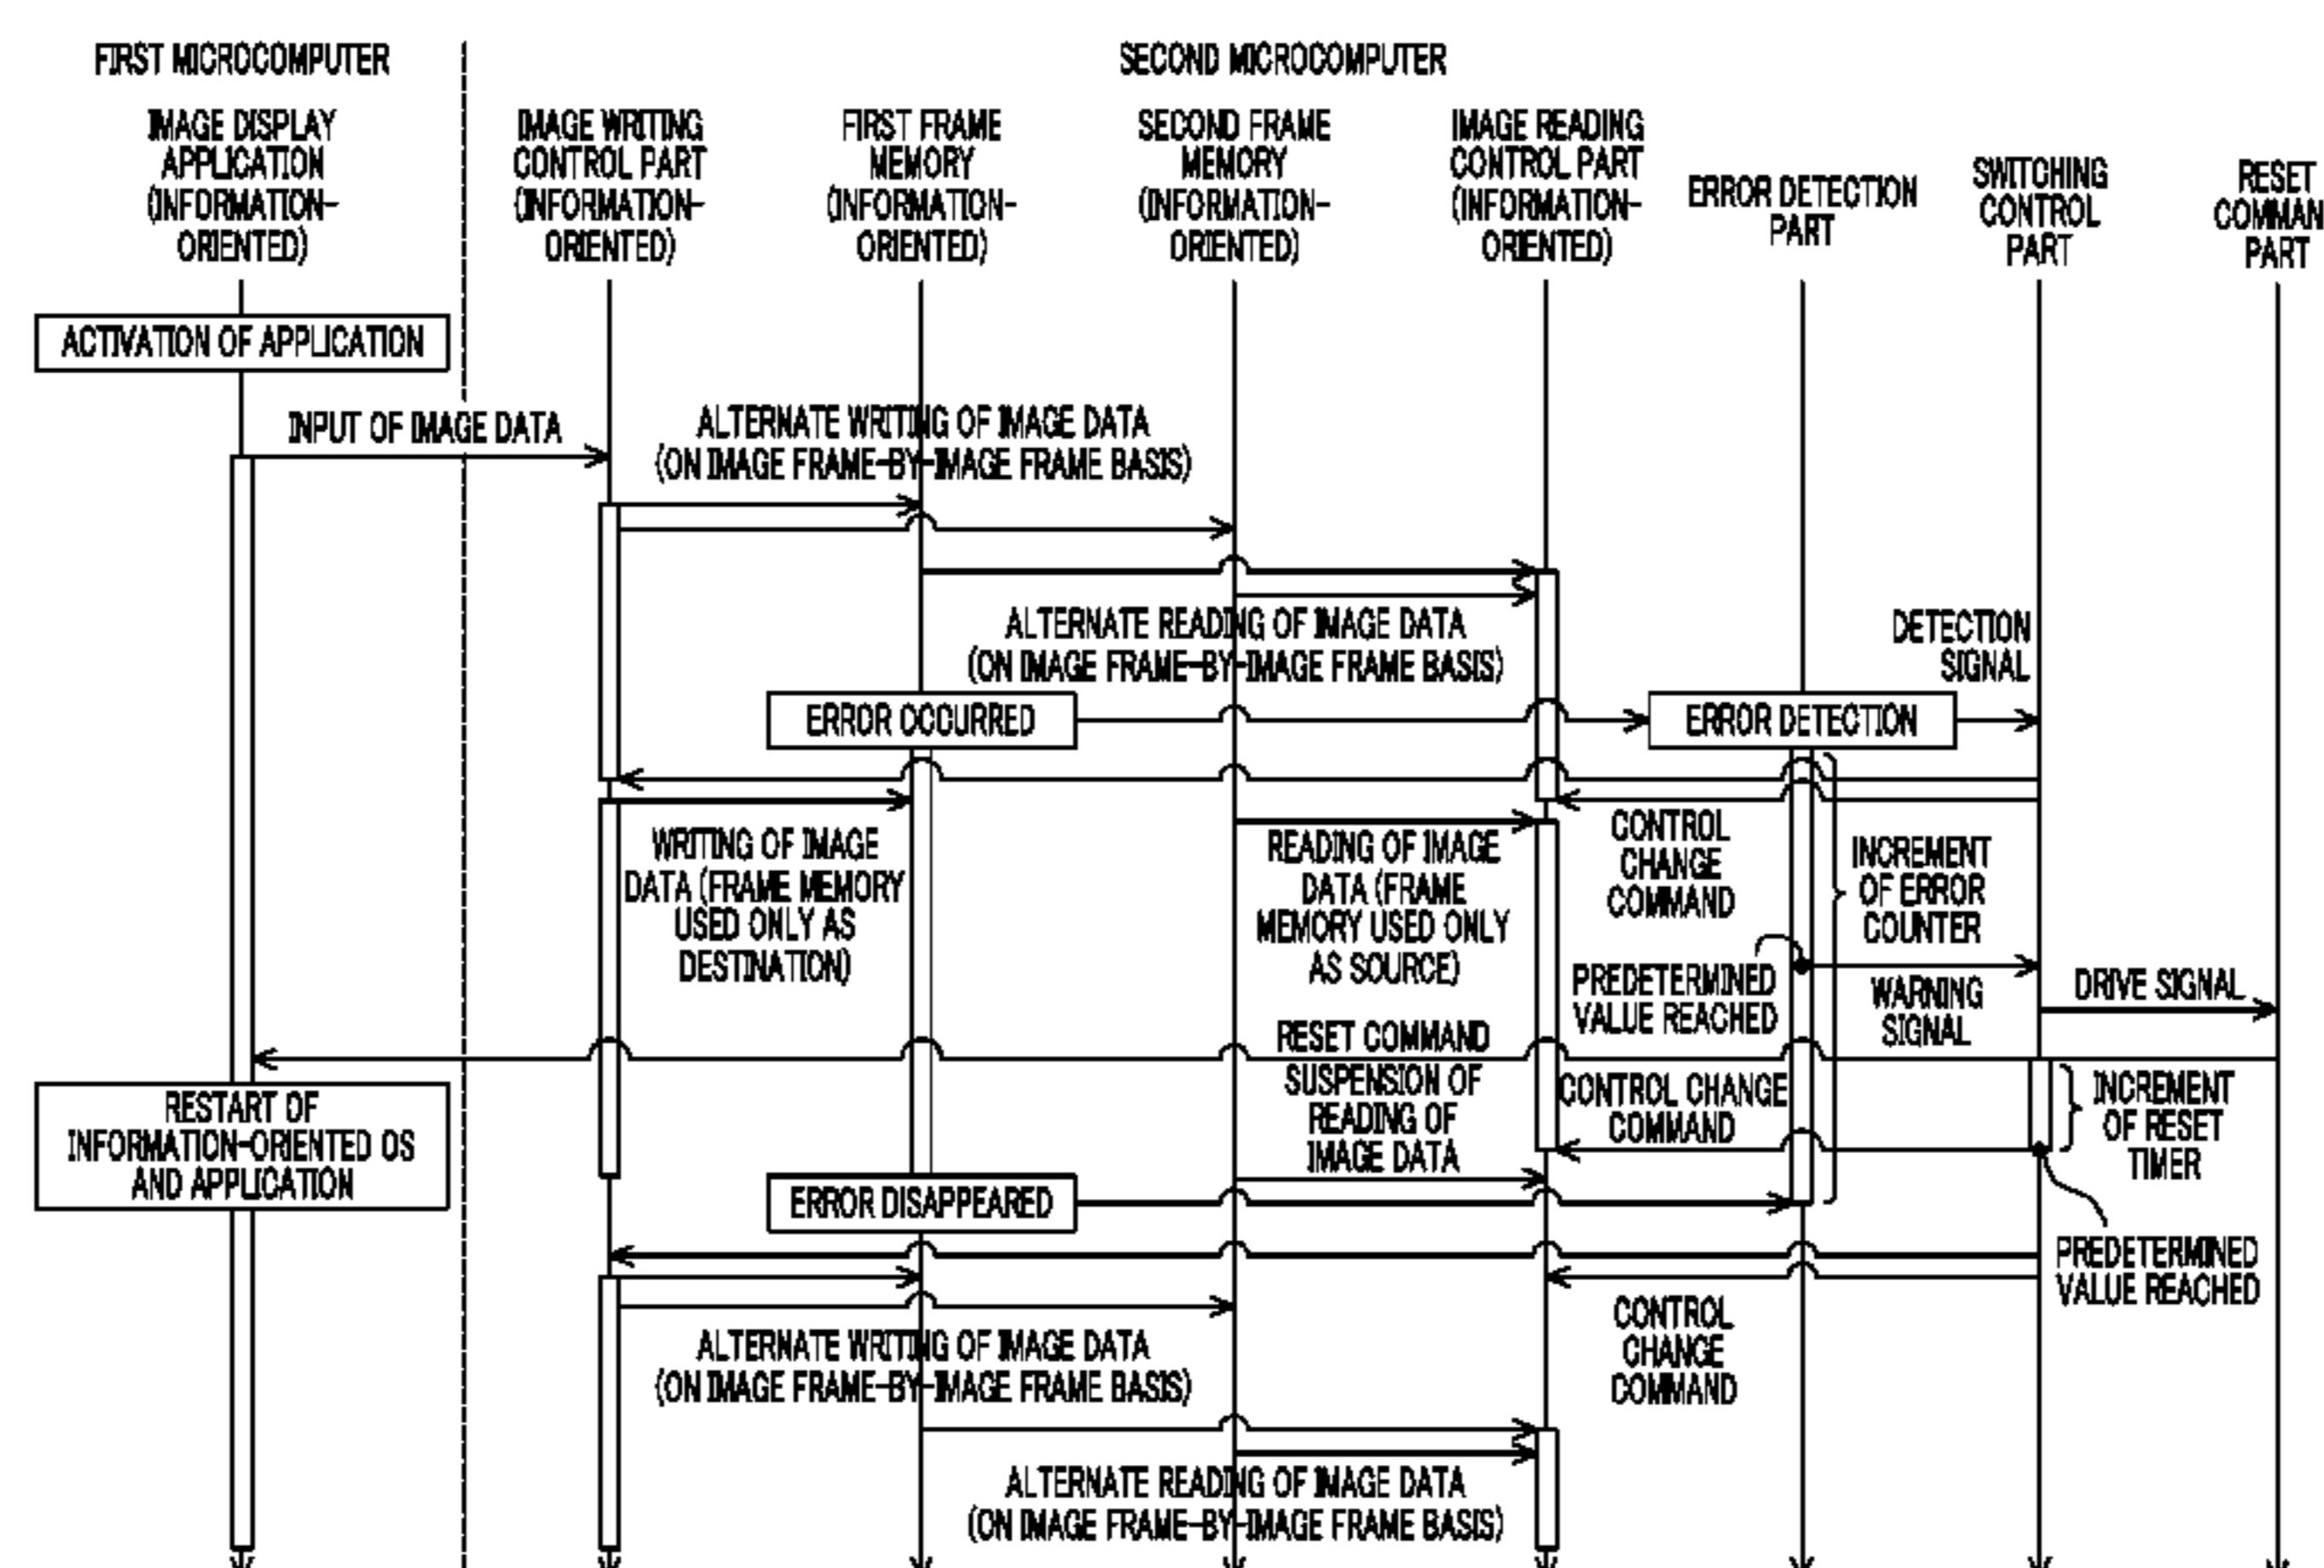 FIRST MICROCOMPUTER
SECOND MICROCOMPUTER
IMAGE DISPLAY
APPLICATION
(INFORMATION-
ORIENTED)
IMAGE WRITING
CONTROL PART
(INFORMATION-
ORIENTED)
FIRST FRAME
MEMORY
(INFORMATION-
ORIENTED)
SECOND FRAME
MEMORY
(INFORMATION-
ORIENTED)
IMAGE READING
CONTROL PART
(INFORMATION-
ORIENTED)
ERROR DETECTION
PART
SWITCHING
CONTROL
PART
RESET
COMMAN
PART
ACTIVATION OF APPLICATION
INPUT OF IMAGE DATA
ALTERNATE WRITING OF IMAGE DATA
(ON IMAGE FRAME-BY-IMAGE FRAME BASIS)
ALTERNATE READING OF IMAGE DATA
(ON IMAGE FRAME-BY-IMAGE FRAME BASIS)
DETECTION
SIGNAL
ERROR OCCURRED
ERROR DETECTION
WRITING OF IMAGE
DATA (FRAME MEMORY
USED ONLY AS
DESTINATION)
READING OF IMAGE
DATA (FRAME
MEMORY USED ONLY
AS SOURCE)
CONTROL
CHANGE
COMMAND
INCREMENT
OF ERROR
COUNTER
PREDETERMINED
VALUE REACHED
WARNING
SIGNAL
DRIVE SIGNAL
RESET COMMAND
SUSPENSION OF
READING OF
IMAGE DATA
CONTROL CHANGE
COMMAND
INCREMENT
OF RESET
TIMER
RESTART OF
INFORMATION-ORIENTED OS
AND APPLICATION
ERROR DISAPPEARED
PREDETERMINED
VALUE REACHED
CONTROL
CHANGE
COMMAND
ALTERNATE WRITING OF IMAGE DATA
(ON IMAGE FRAME-BY-IMAGE FRAME BASIS)
ALTERNATE READING OF IMAGE DATA
(ON IMAGE FRAME-BY-IMAGE FRAME BASIS)